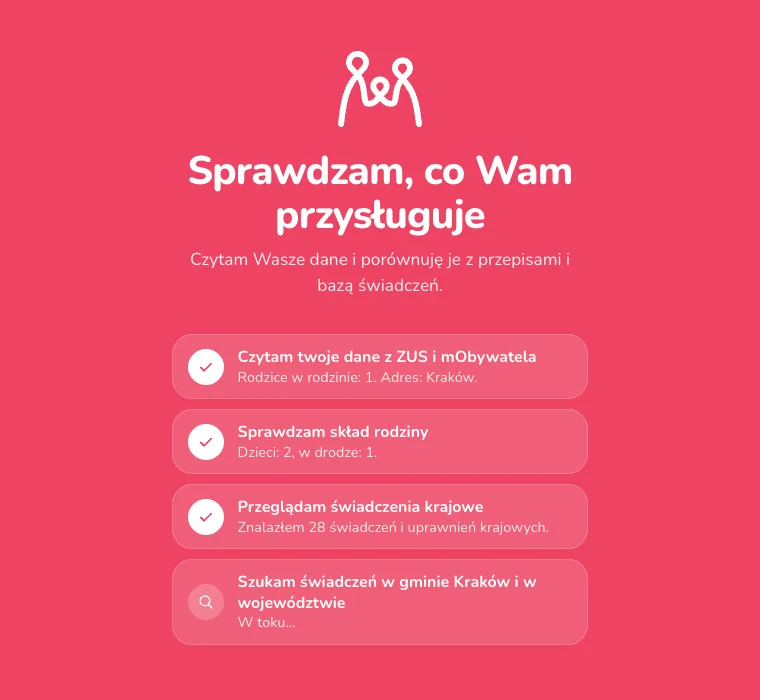 Sprawdzam, co Wam
przysługuje
Czytam Wasze dane i porównuję je z przepisami i
bazą świadczeń.
Czytam twoje dane z ZUS i mObywatela
Rodzice w rodzinie: 1. Adres: Kraków.
Sprawdzam skład rodziny
Dzieci: 2, w drodze: 1.
Przeglądam świadczenia krajowe
Znalazłem 28 świadczeń i uprawnień krajowych.
Szukam świadczeń w gminie Kraków i w
województwie
W toku...